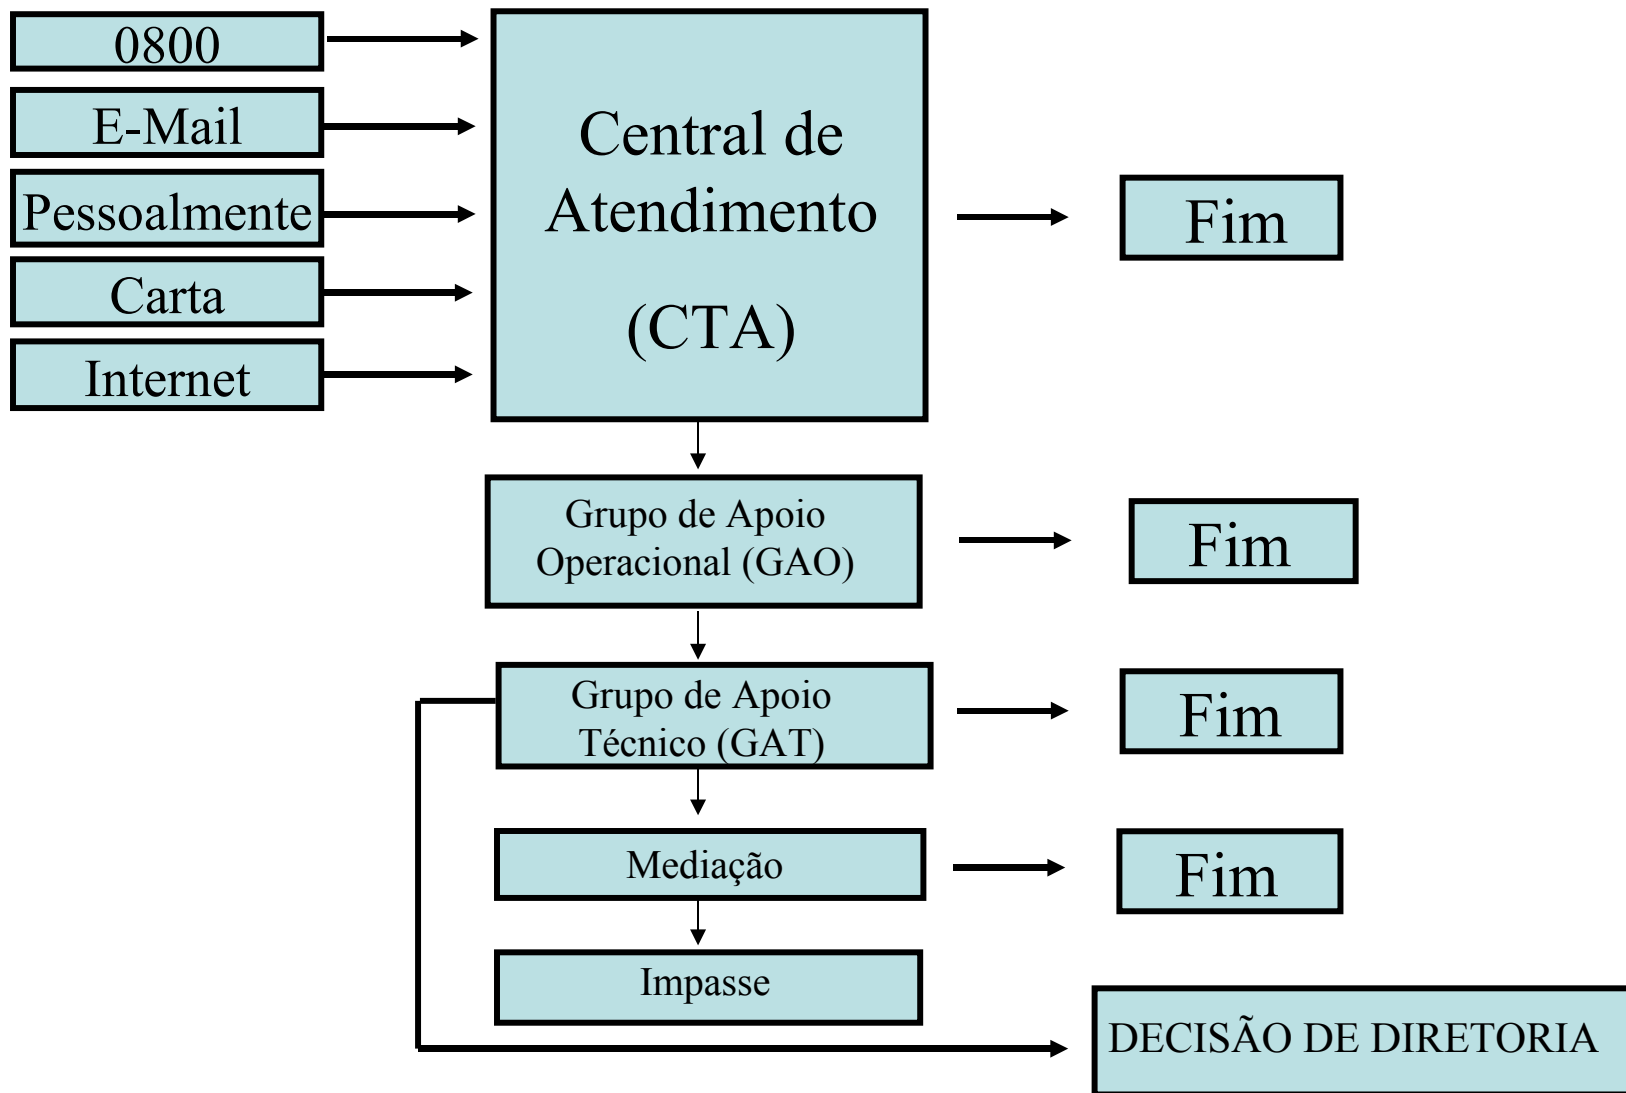 0800
E-Mail
Pessoalmente
Carta
Internet
Central de
Atendimento
(CTA)
Fim
Grupo de Apoio
Operacional (GAO)
Fim
Grupo de Apoio
Técnico (GAT)
Fim
Mediação
Fim
Impasse
DECISÃO DE DIRETORIA